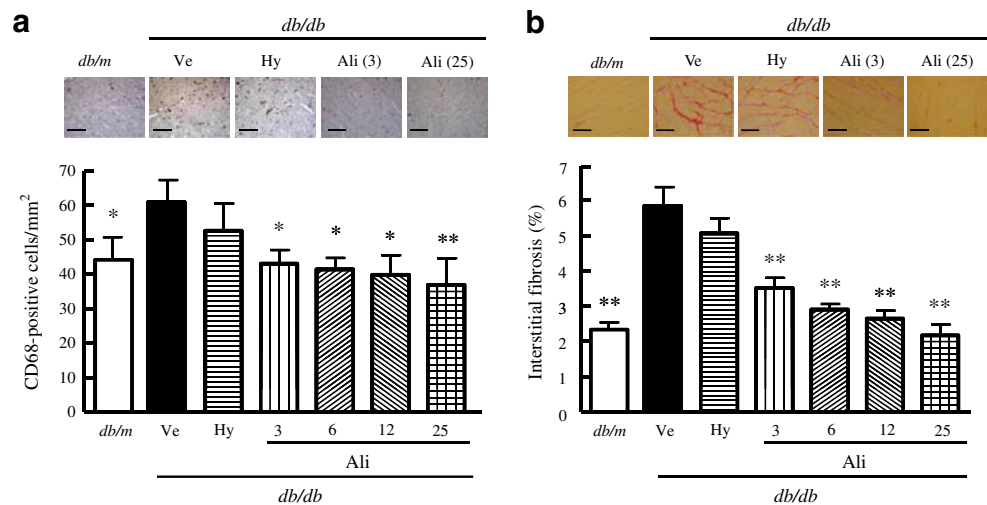 a
db/db
db/m Ve Hy Ali (3) Ali (25)
CD68-positive cells/mm²
70
60
50
40
30
20
10
0
* * * * **
db/m Ve Hy 3 6 12 25
Ali
db/db
b
db/db
db/m Ve Hy Ali (3) Ali (25)
Interstitial fibrosis (%)
7
6
5
4
3
2
1
0
** ** ** ** **
db/m Ve Hy 3 6 12 25
Ali
db/db